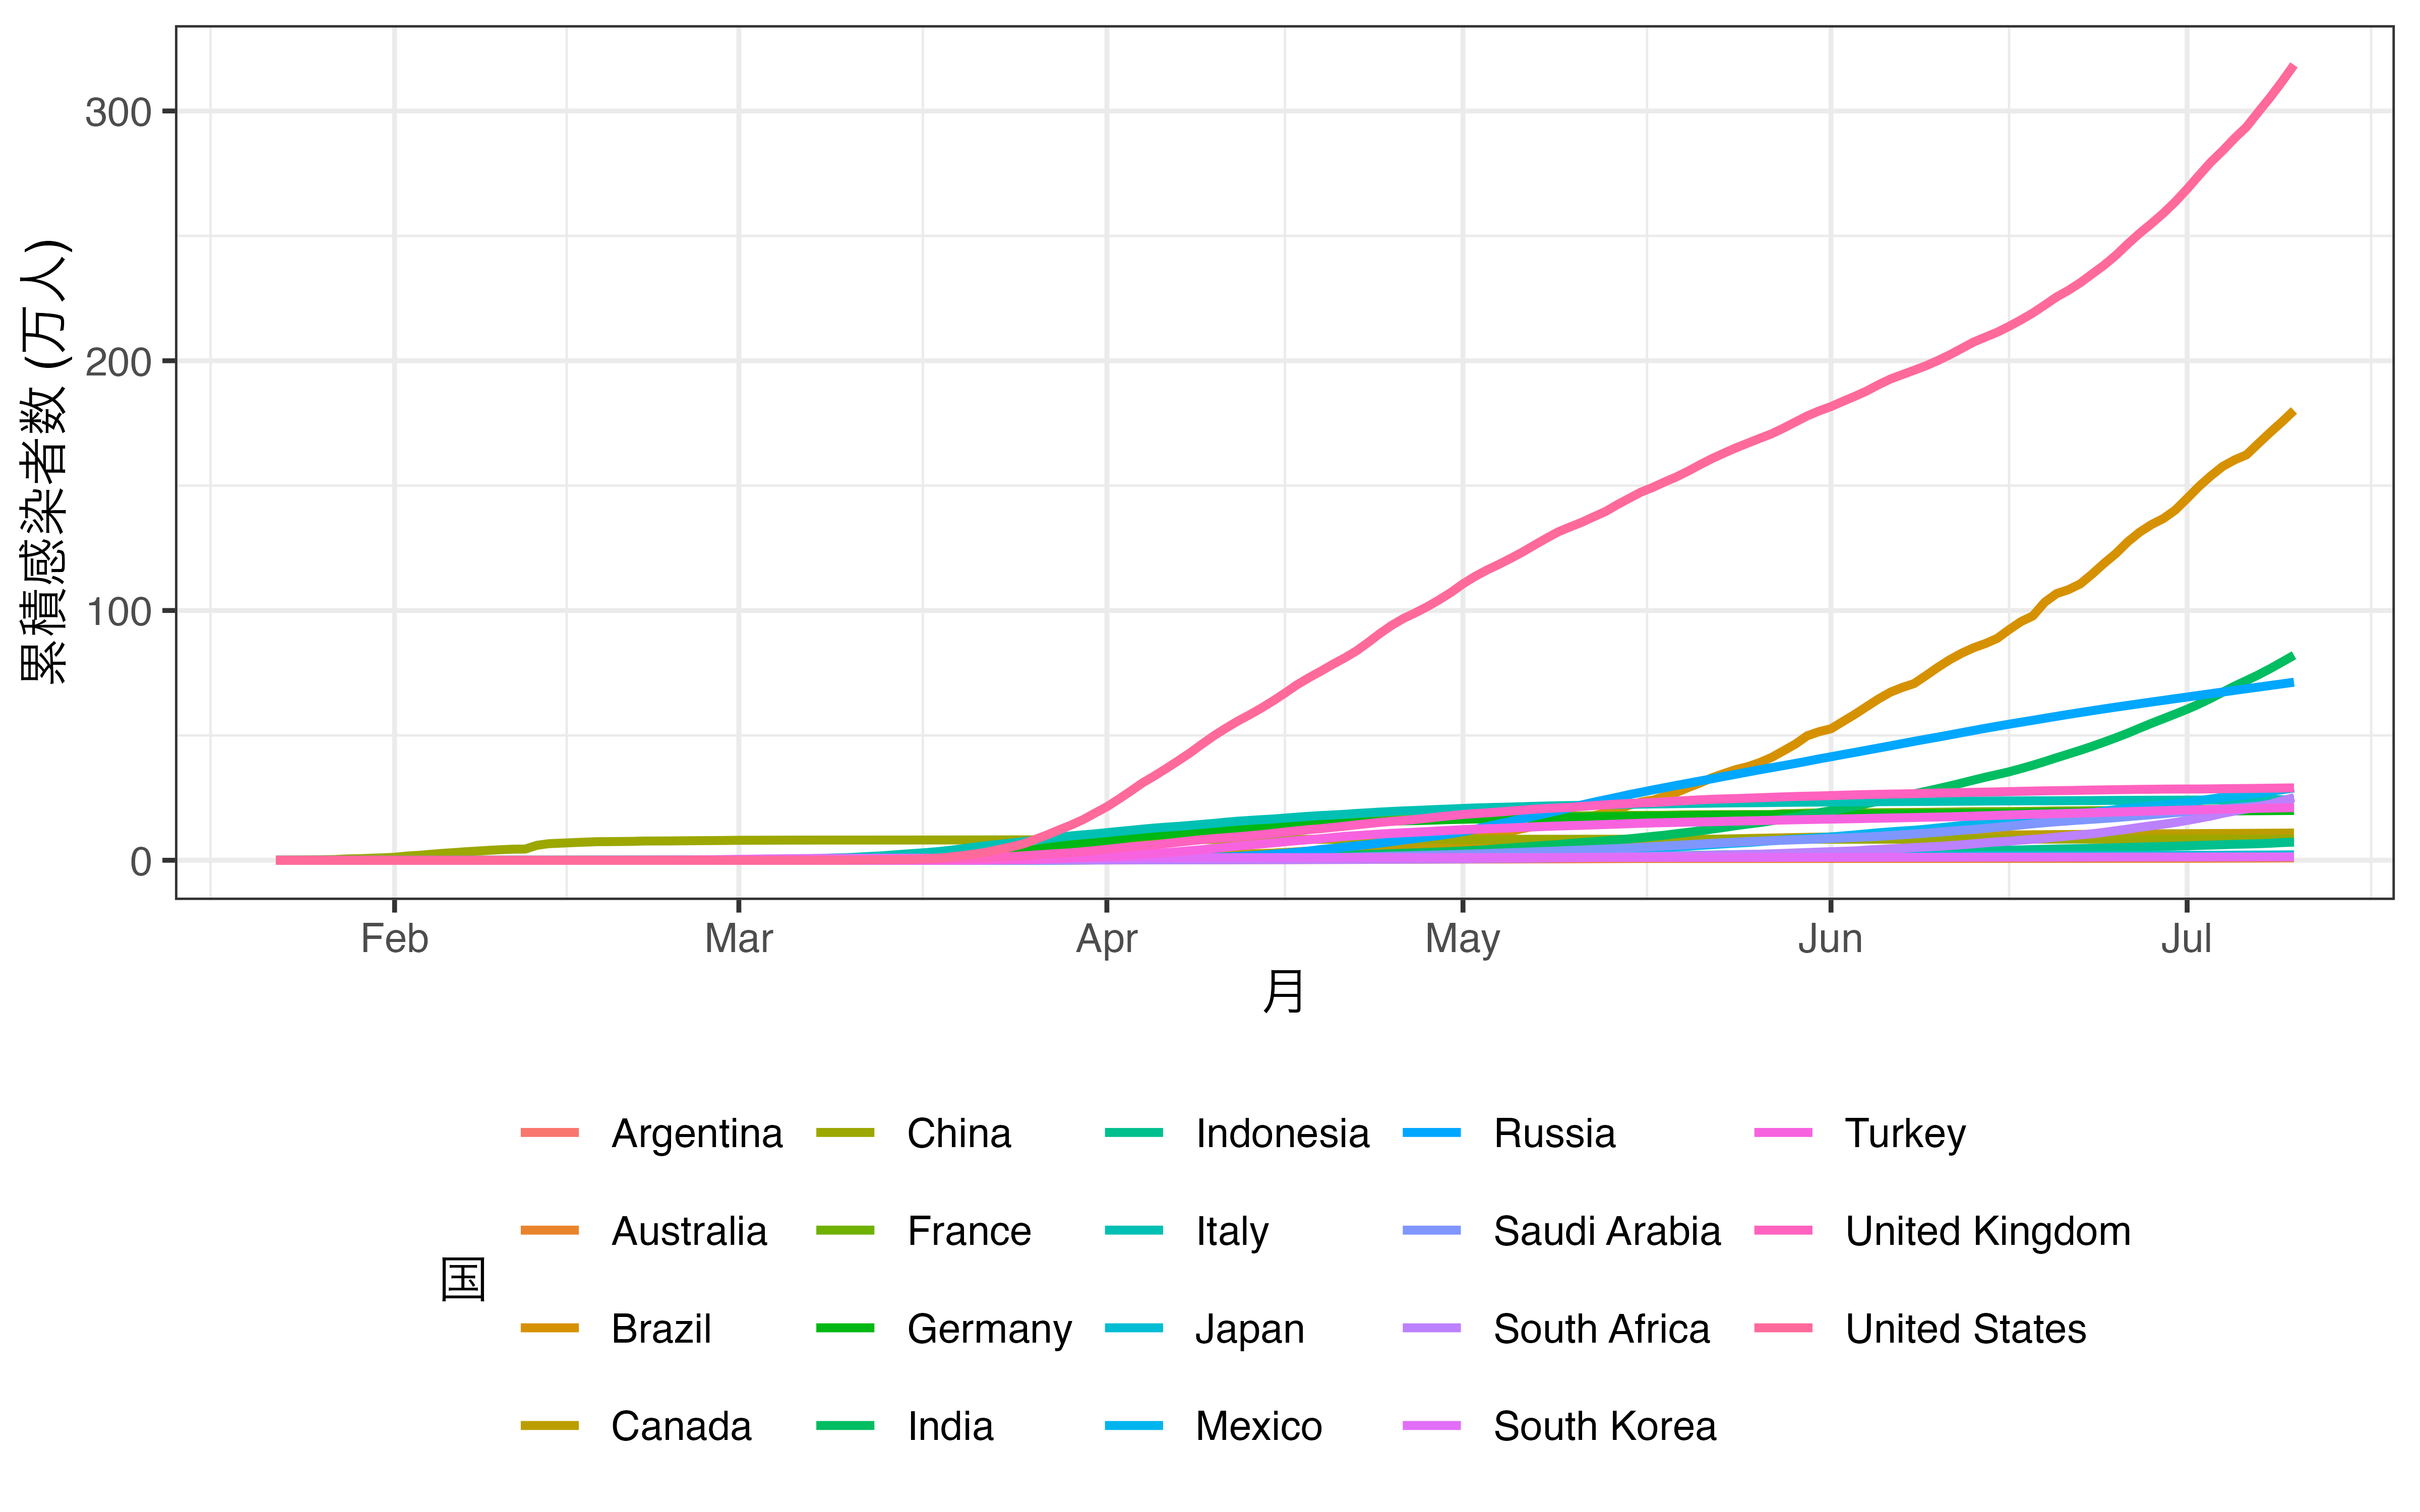 累積感染者数 (万人)
300
200
100
0
Feb Mar Apr May Jun Jul
月
国
Argentina China Indonesia Russia Turkey
Australia France Italy Saudi Arabia United Kingdom
Brazil Germany Japan South Africa United States
Canada India Mexico South Korea